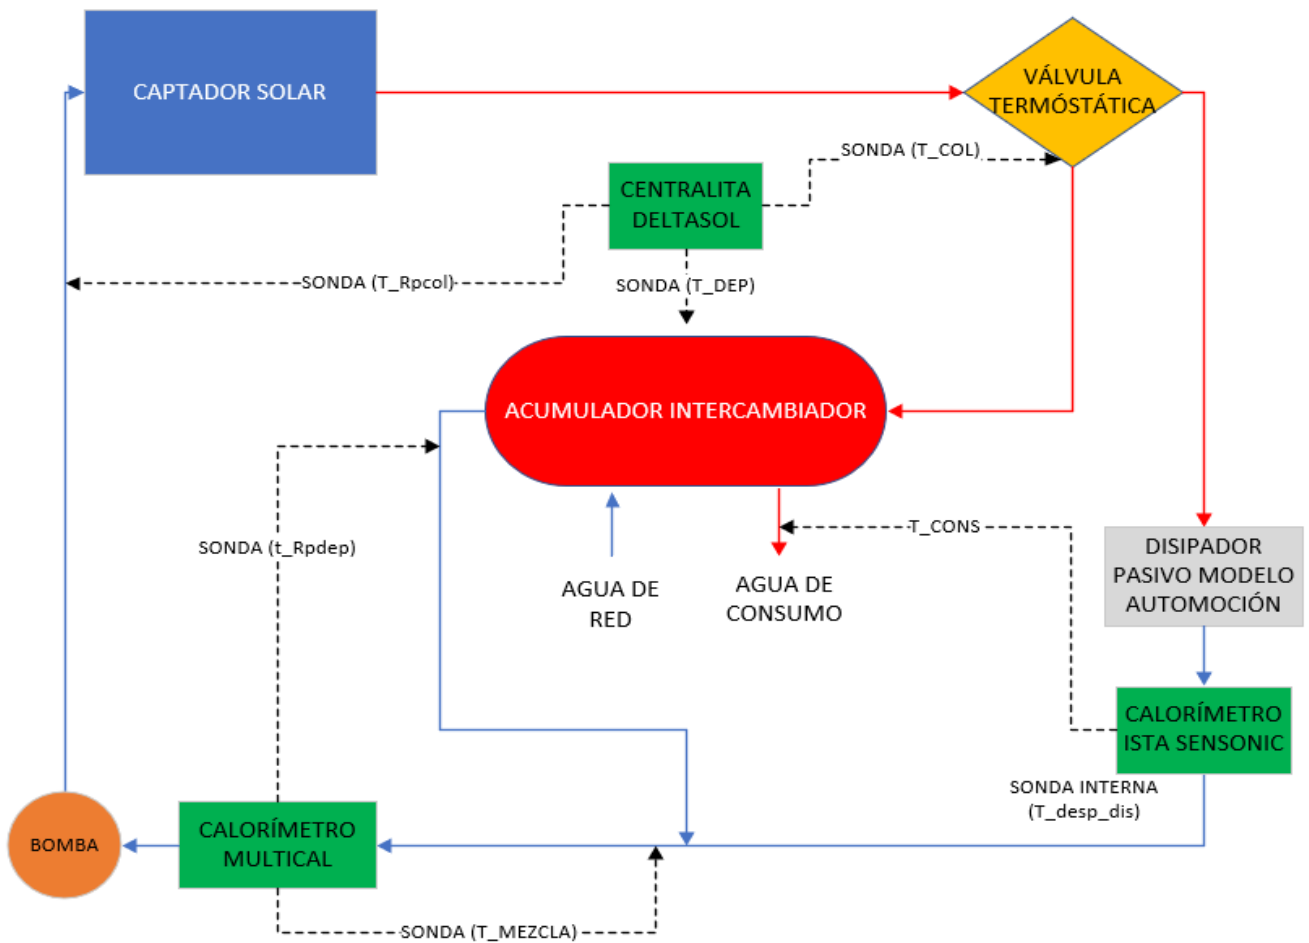 CAPTADOR SOLAR
VÁLVULA
TERMÓSTÁTICA
SONDA (T_COL)
CENTRALITA
DELTASOL
SONDA (T_Rpcol)
SONDA (T_DEP)
ACUMULADOR INTERCAMBIADOR
SONDA (t_Rpdep)
T_CONS
AGUA DE
RED
AGUA DE
CONSUMO
DISIPADOR
PASIVO MODELO
AUTOMOCIÓN
CALORÍMETRO
ISTA SENSONIC
SONDA INTERNA
(T_desp_dis)
BOMBA
CALORÍMETRO
MULTICAL
SONDA (T_MEZCLA)